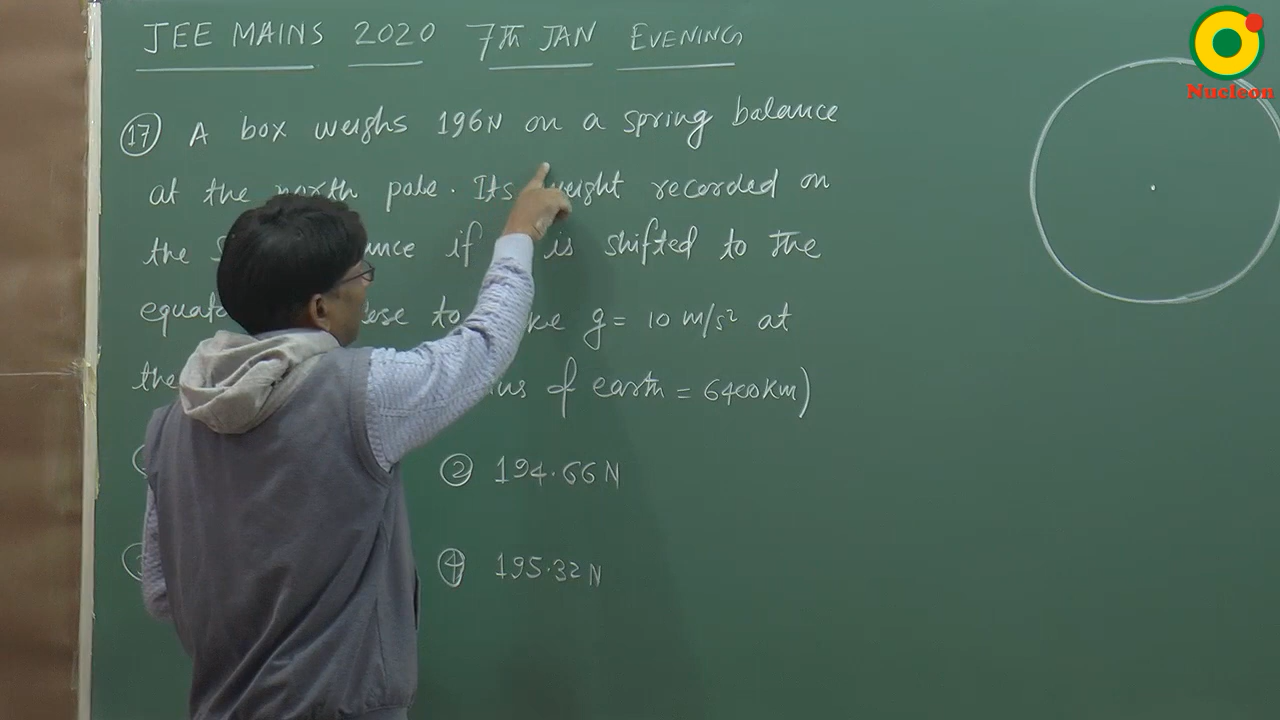 JEE MAINS 2020 7th JAN EVENING
Nucleon
(17) A box weighs 196N on a spring balance
at the north pole. Its weight recorded on
the if is shifted to the
to g = 10 m/s² at
the of earth = 6400km)
(2) 194.66N
(4) 195.32N